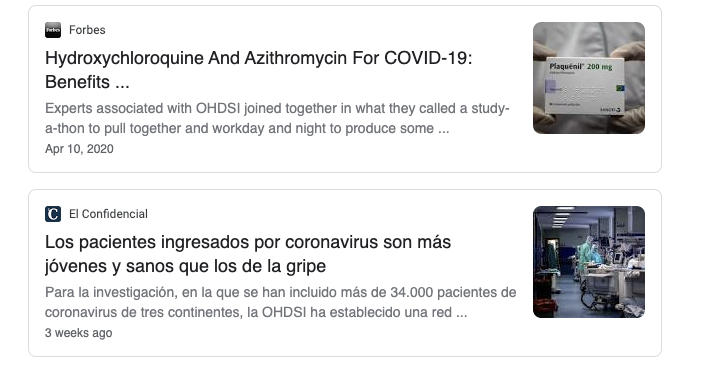 Forbes
Hydroxychloroquine And Azithromycin For COVID-19:
Benefits ...
Experts associated with OHDSI joined together in what they called a study-
a-thon to pull together and workday and night to produce some ...
Apr 10, 2020
Plaquénil® 200 mg
El Confidencial
Los pacientes ingresados por coronavirus son más
jóvenes y sanos que los de la gripe
Para la investigación, en la que se han incluido más de 34.000 pacientes de
coronavirus de tres continentes, la OHDSI ha establecido una red ...
3 weeks ago